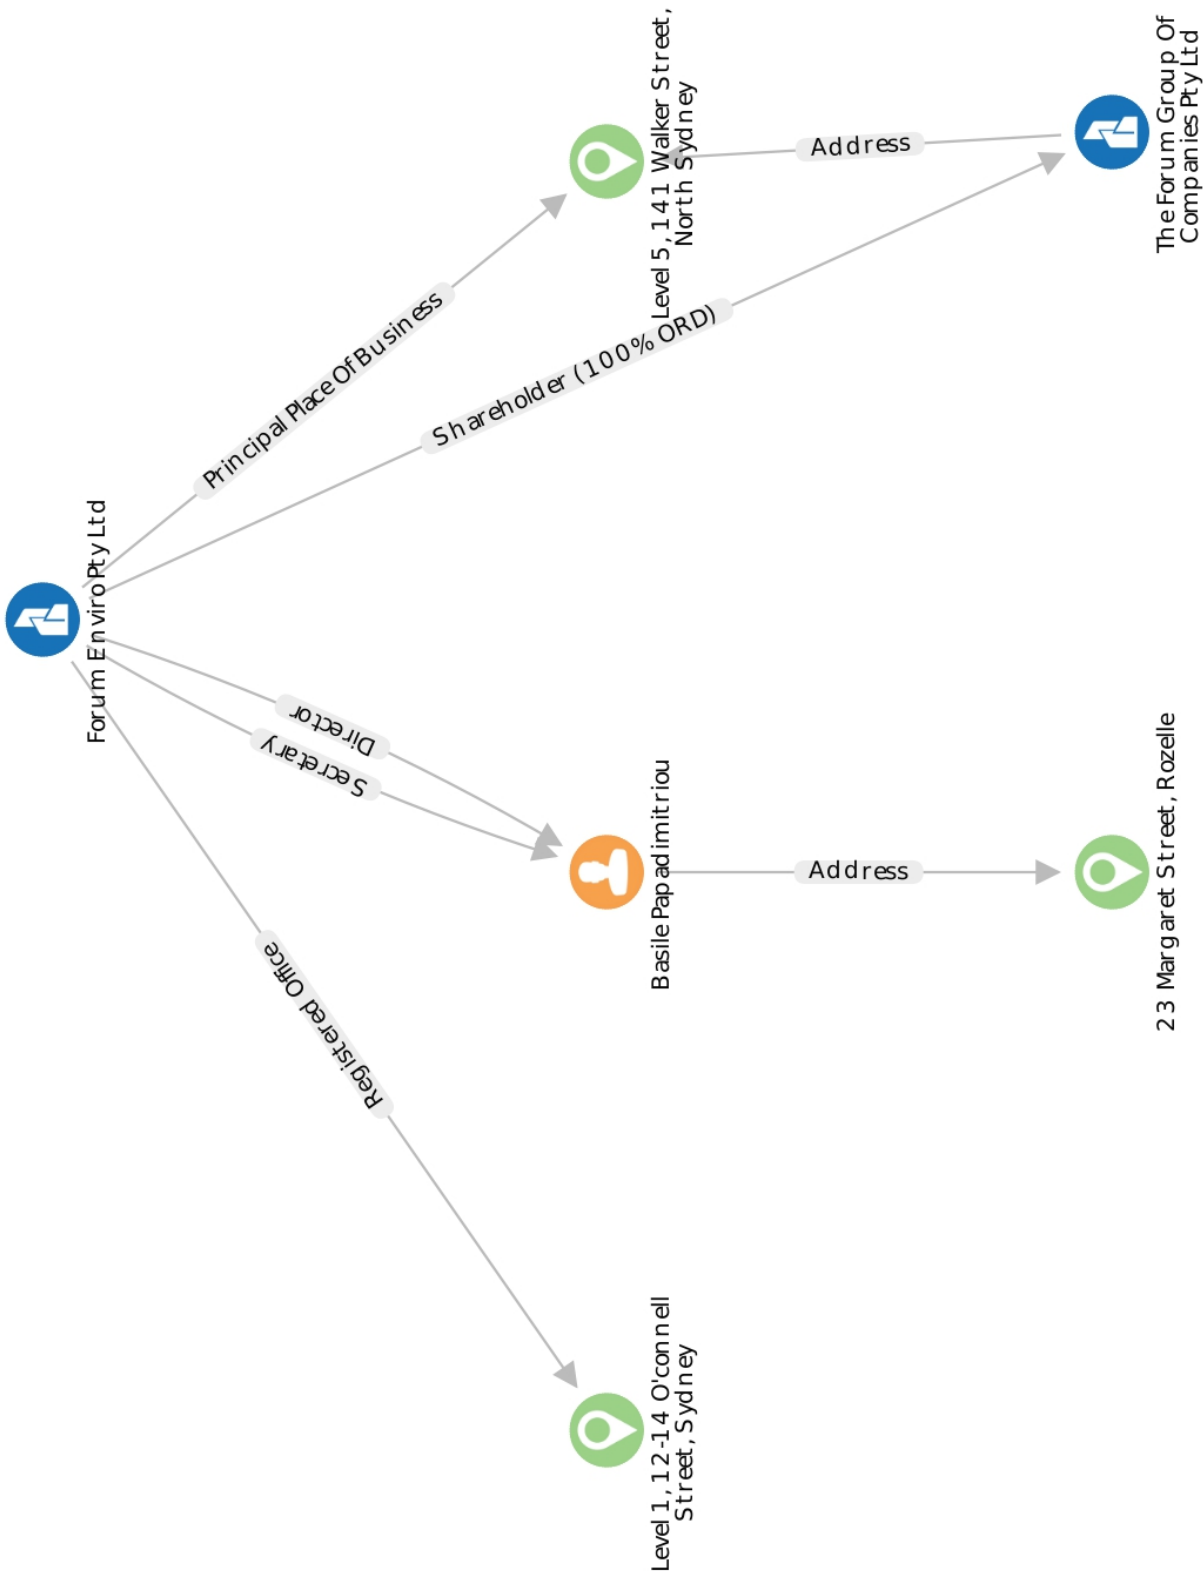 Forum Enviro Pty Ltd
Registered Office
Secretary
Director
Shareholder (100% ORD)
Principal Place Of Business
Level 1, 12-14 O'connell
Street, Sydney
Basile Papadimitriou
Level 5, 141 Walker Street,
North Sydney
Address
Address
23 Margaret Street, Rozelle
The Forum Group Of
Companies Pty Ltd